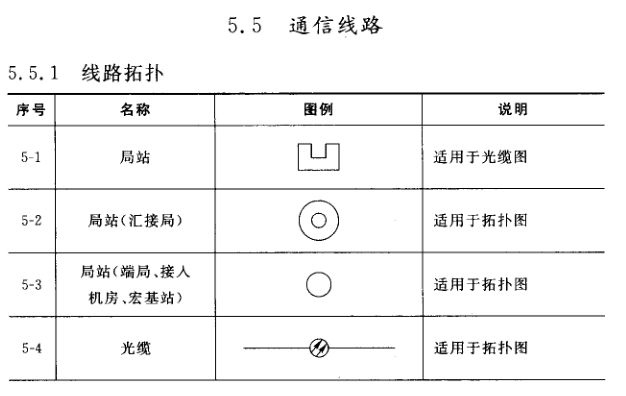 5.5 通信线路
5.5.1 线路拓扑
序号 名称 图例 说明
5-1 局站 适用于光缆图
5-2 局站(汇接局) 适用于拓扑图
5-3 局站(端局、接入机房、宏基站) 适用于拓扑图
5-4 光缆 适用于拓扑图